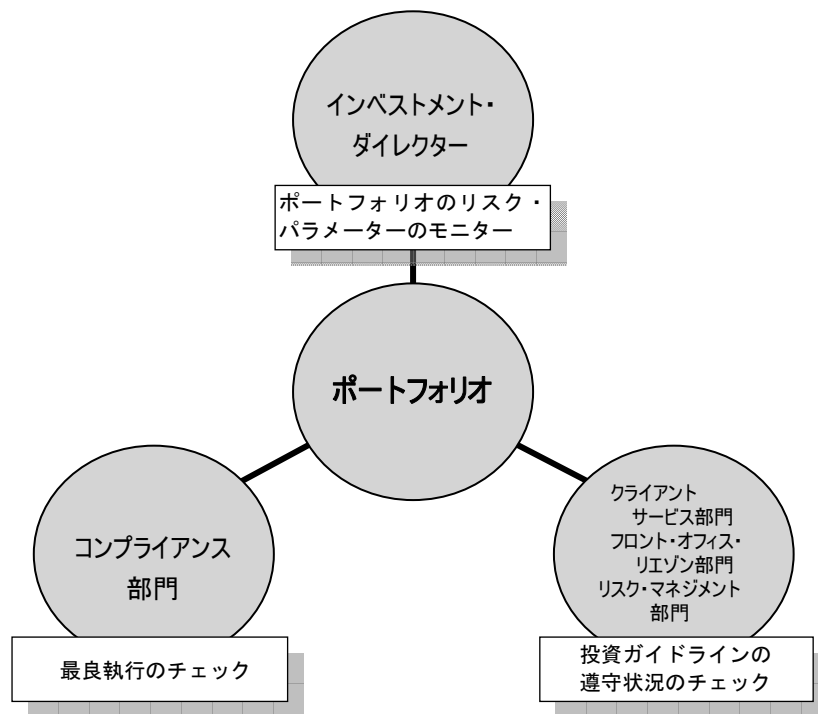 インベストメント・
ダイレクター
ポートフォリオのリスク・
パラメーターのモニター
ポートフォリオ
コンプライアンス
部門
最良執行のチェック
クライアント
サービス部門
フロント・オフィス・
リエゾン部門
リスク・マネジメント
部門
投資ガイドラインの
遵守状況のチェック